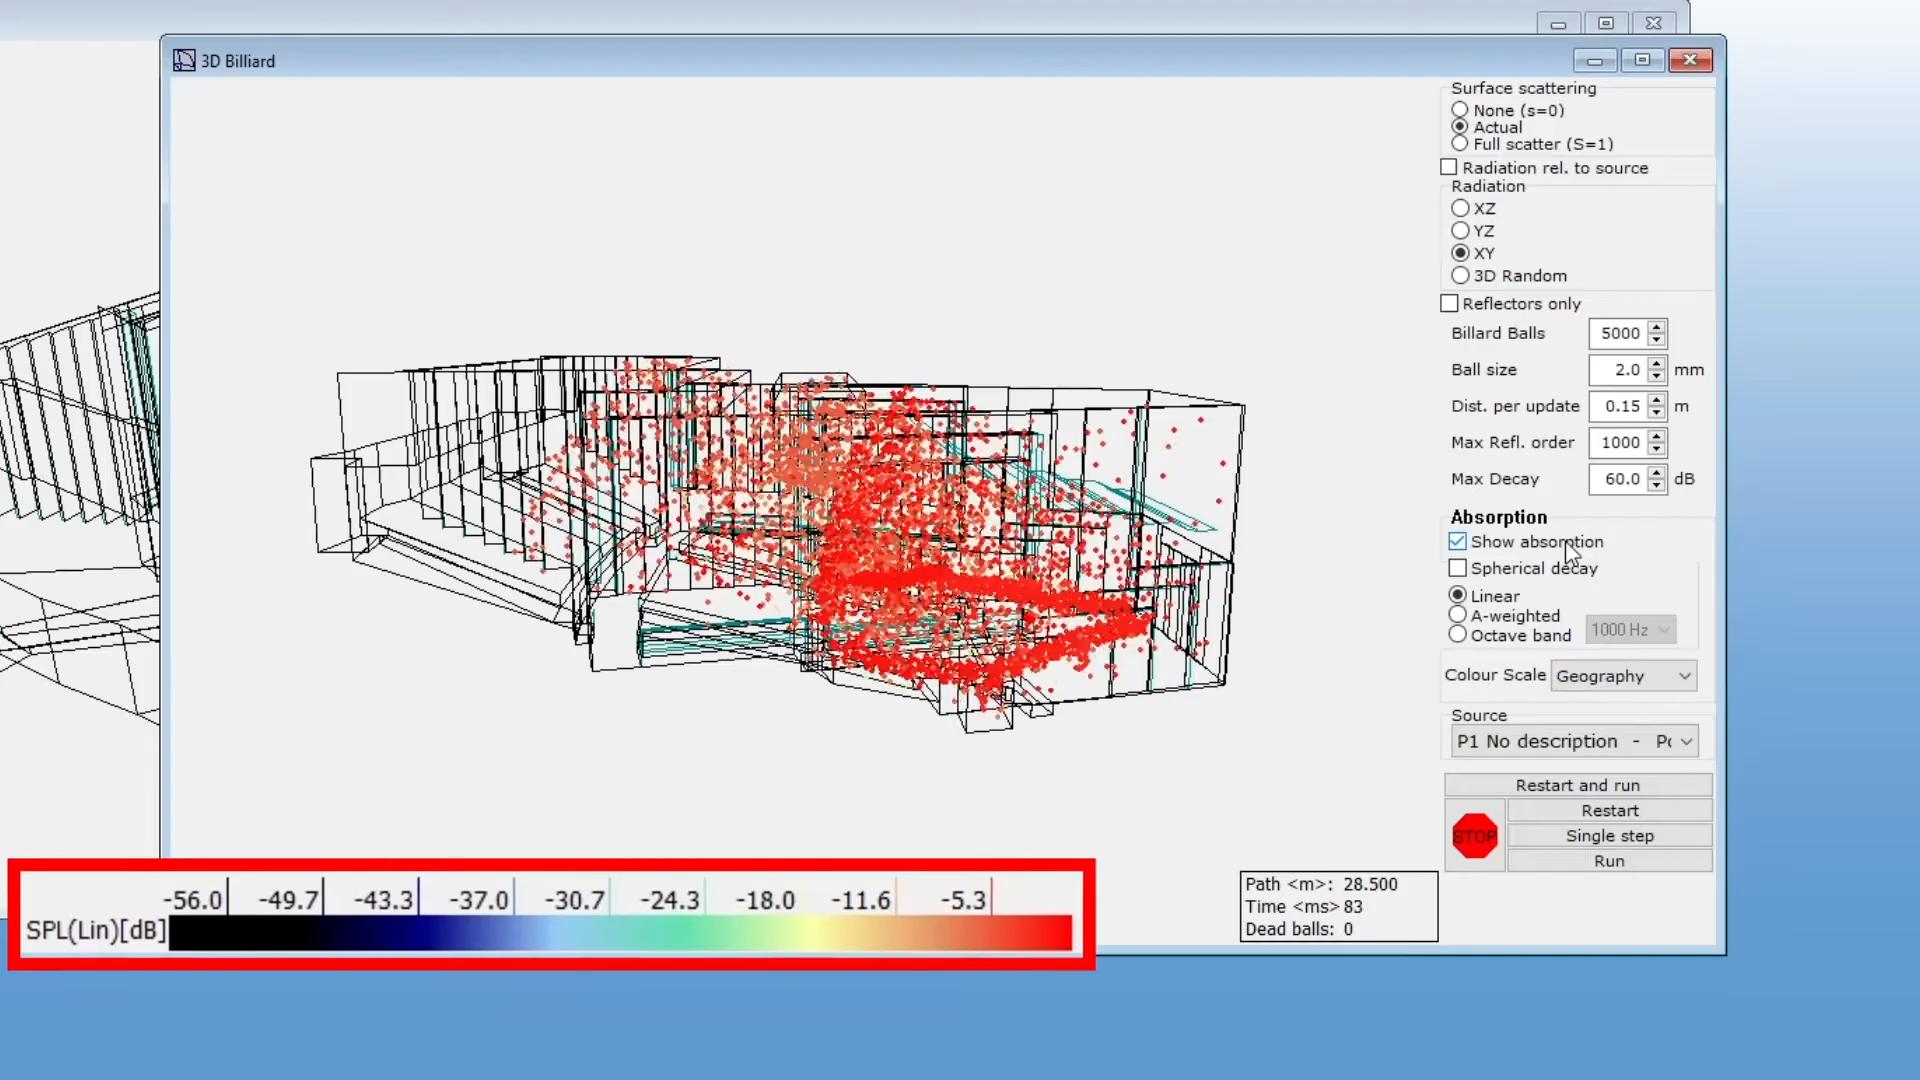 3D Billiard
Surface scattering
None (s=0)
Actual
Full scatter (S=1)
Radiation rel. to source
Radiation
XZ
YZ
XY
3D Random
Reflectors only
Billard Balls 5000
Ball size 2.0 mm
Dist. per update 0.15 m
Max Refl. order 1000
Max Decay 60.0 dB
Absorption
Show absorption
Spherical decay
Linear
A-weighted
Octave band 1000 Hz
Colour Scale Geography
Source
P1 No description - Po
Restart and run
STOP
Restart
Single step
Run
-56.0 -49.7 -43.3 -37.0 -30.7 -24.3 -18.0 -11.6 -5.3
SPL(Lin)[dB]
Path <m>: 28.500
Time <ms> 83
Dead balls: 0